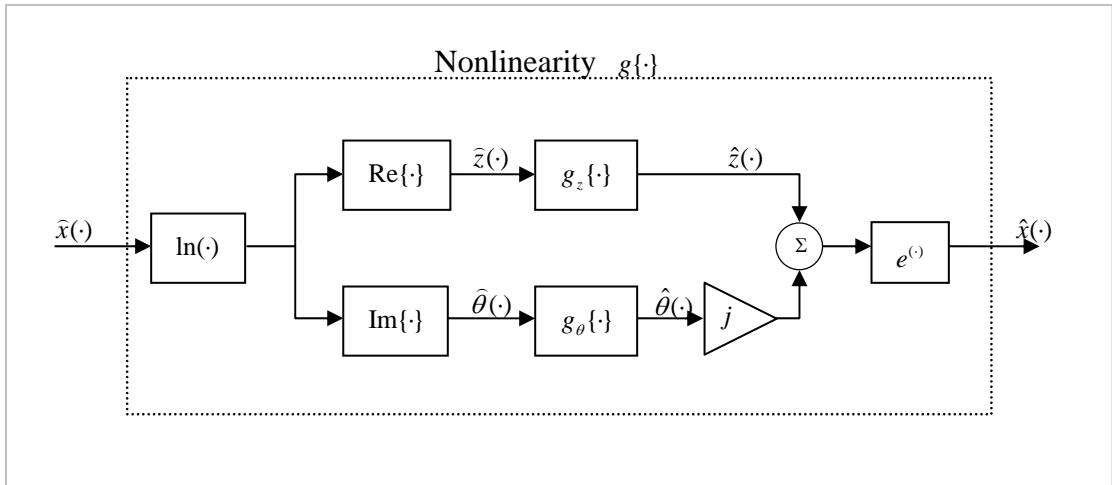 Nonlinearity g{·}
Re{·}
z̑(·)
g_z{·}
ẑ(·)
x̑(·)
ln(·)
Σ
e^(·)
x̂(·)
Im{·}
θ̑(·)
g_θ{·}
θ̂(·)
j